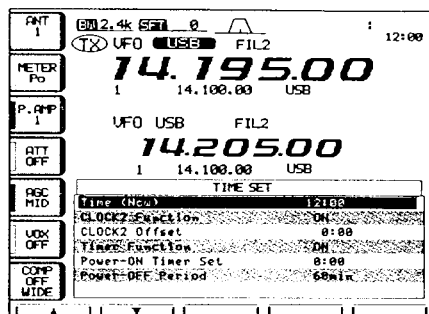 ANT
1
BW 2.4k SFT 0
:
12:00
TX VFO USB FIL2
METER
Po
14.195.00
1 14.100.00 USB
P.AMP
1
VFO USB FIL2
ATT
OFF
14.205.00
1 14.100.00 USB
AGC
MID
TIME SET
Time (Now) 12:00
CLOCK2 Function ON
VOX
OFF
CLOCK2 Offset 0:00
Timer Function ON
Power-ON Timer Set 0:00
COMP
OFF
WIDE
Power-OFF Period 60min